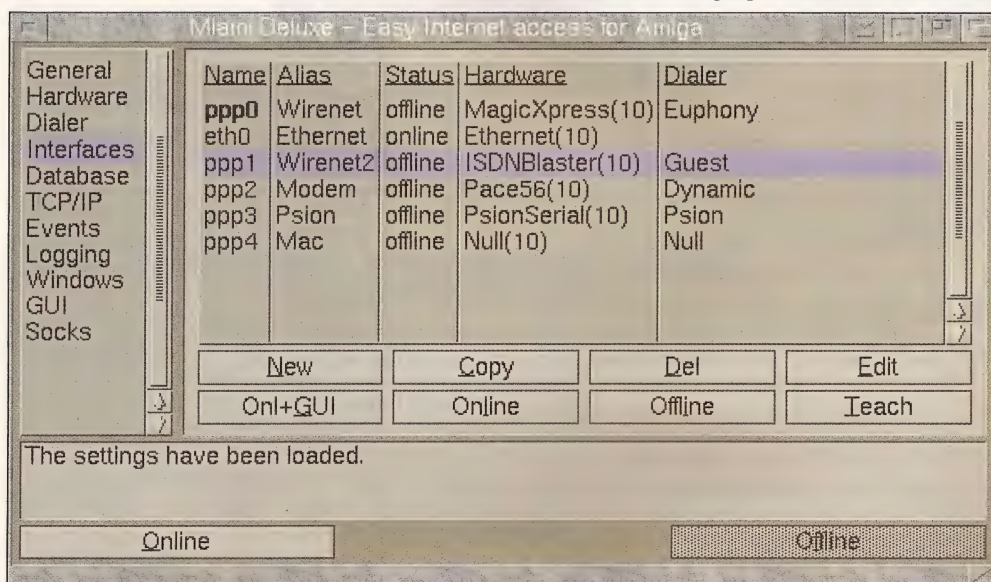 Miami Deluxe – Easy Internet access for Amiga
General
Hardware
Dialer
Interfaces
Database
TCP/IP
Events
Logging
Windows
GUI
Socks
Name Alias Status Hardware Dialer
ppp0 Wirenet offline MagicXpress(10) Euphony
eth0 Ethernet online Ethernet(10)
ppp1 Wirenet2 offline ISDNBlaster(10) Guest
ppp2 Modem offline Pace56(10) Dynamic
ppp3 Psion offline PsionSerial(10) Psion
ppp4 Mac offline Null(10) Null
New Copy Del Edit
Onl+GUI Online Offline Teach
The settings have been loaded.
Online Offline